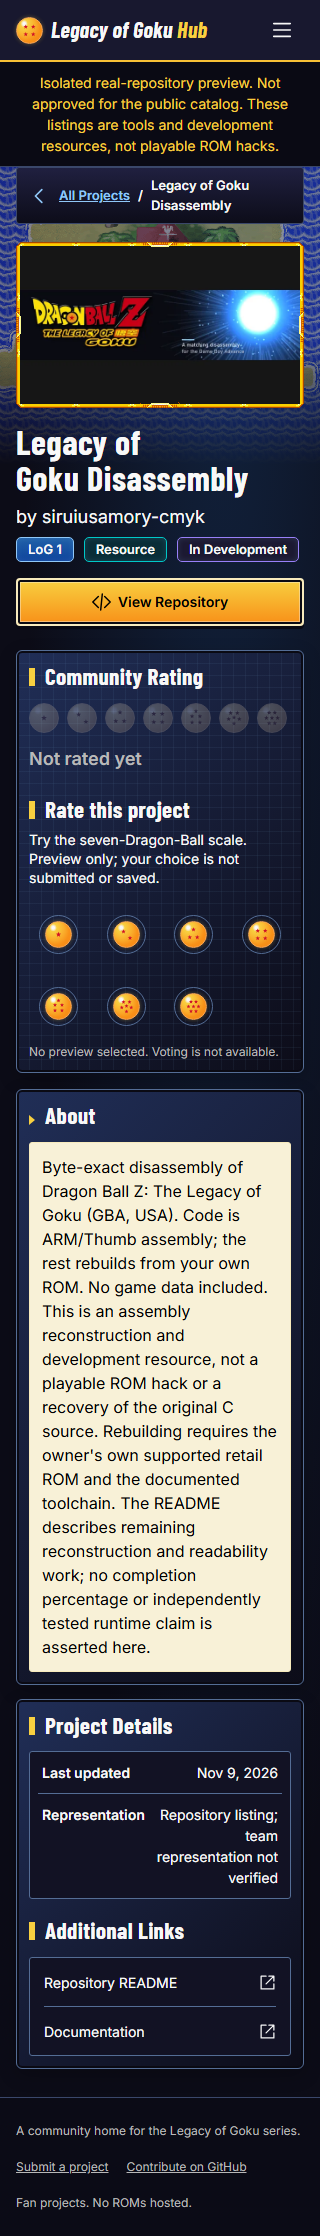 Legacy of Goku Hub
Isolated real-repository preview. Not
approved for the public catalog. These
listings are tools and development
resources, not playable ROM hacks.
All Projects / Legacy of Goku
Disassembly
DRAGON BALL Z
THE LEGACY OF
GOKU
A matching disassembly
for the Game Boy Advance
Legacy of
Goku Disassembly
by siruiusamory-cmyk
LoG 1
Resource
In Development
View Repository
Community Rating
Not rated yet
Rate this project
Try the seven-Dragon-Ball scale.
Preview only; your choice is not
submitted or saved.
No preview selected. Voting is not available.
About
Byte-exact disassembly of
Dragon Ball Z: The Legacy of
Goku (GBA, USA). Code is
ARM/Thumb assembly; the
rest rebuilds from your own
ROM. No game data included.
This is an assembly
reconstruction and
development resource, not a
playable ROM hack or a
recovery of the original C
source. Rebuilding requires the
owner's own supported retail
ROM and the documented
toolchain. The README
describes remaining
reconstruction and readability
work; no completion
percentage or independently
tested runtime claim is
asserted here.
Project Details
Last updated Nov 9, 2026
Representation Repository listing;
team
representation not
verified
Additional Links
Repository README
Documentation
A community home for the Legacy of Goku series.
Submit a project Contribute on GitHub
Fan projects. No ROMs hosted.